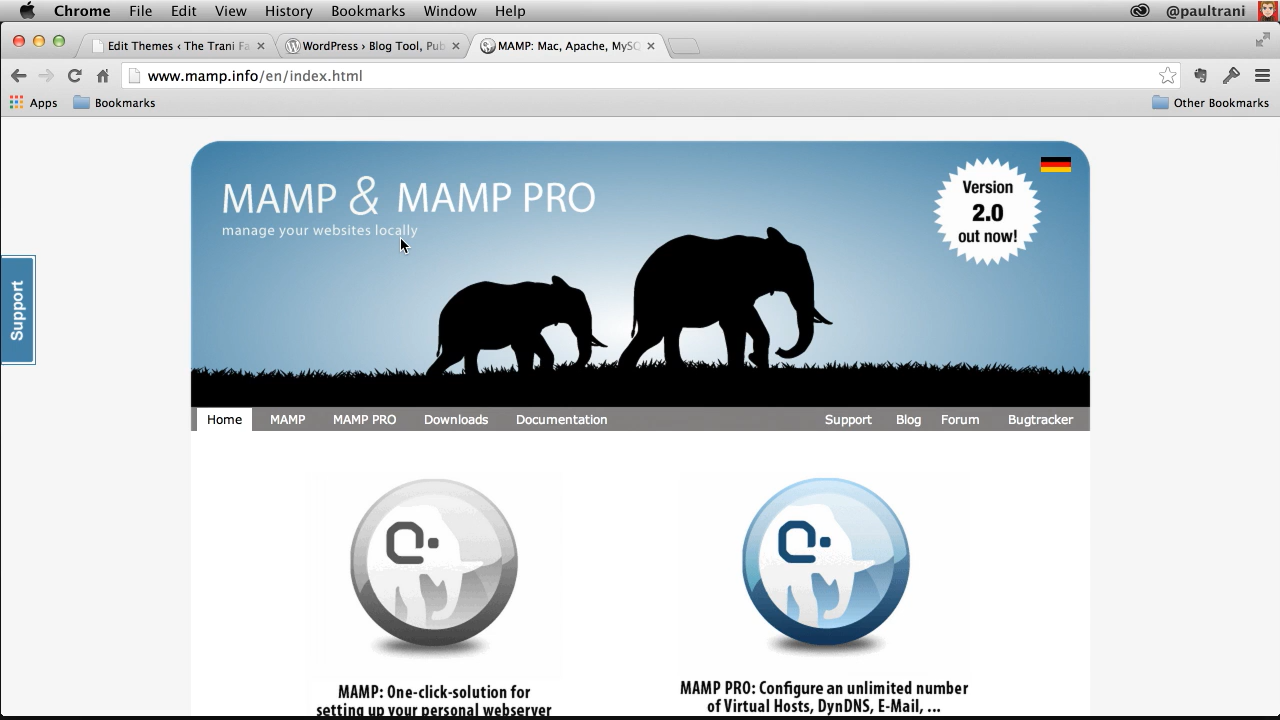 Chrome File Edit View History Bookmarks Window Help @paultrani
Edit Themes ‹ The Trani Fa
WordPress › Blog Tool, Pub
MAMP: Mac, Apache, MySQ
www.mamp.info/en/index.html
Apps Bookmarks Other Bookmarks
MAMP & MAMP PRO
manage your websites locally
Version
2.0
out now!
Support
Home MAMP MAMP PRO Downloads Documentation Support Blog Forum Bugtracker
MAMP: One-click-solution for
setting up your personal webserver
MAMP PRO: Configure an unlimited number
of Virtual Hosts, DynDNS, E-Mail, ...